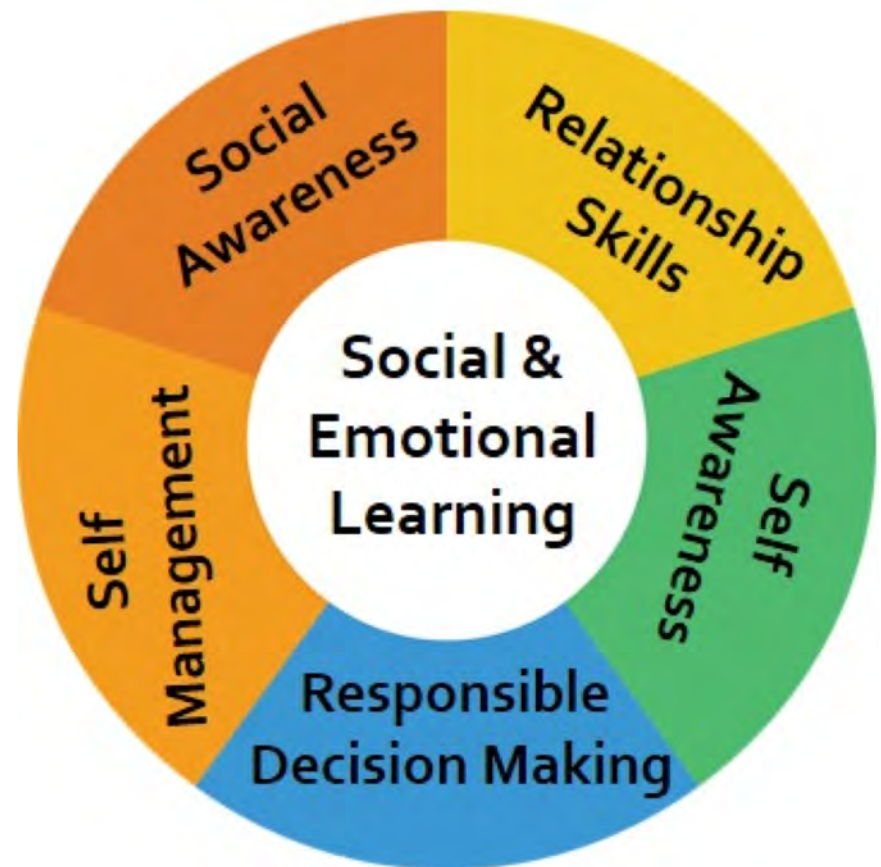 Social
Awareness
Relationship
Skills
Self
Management
Social &
Emotional
Learning
Self
Awareness
Responsible
Decision Making